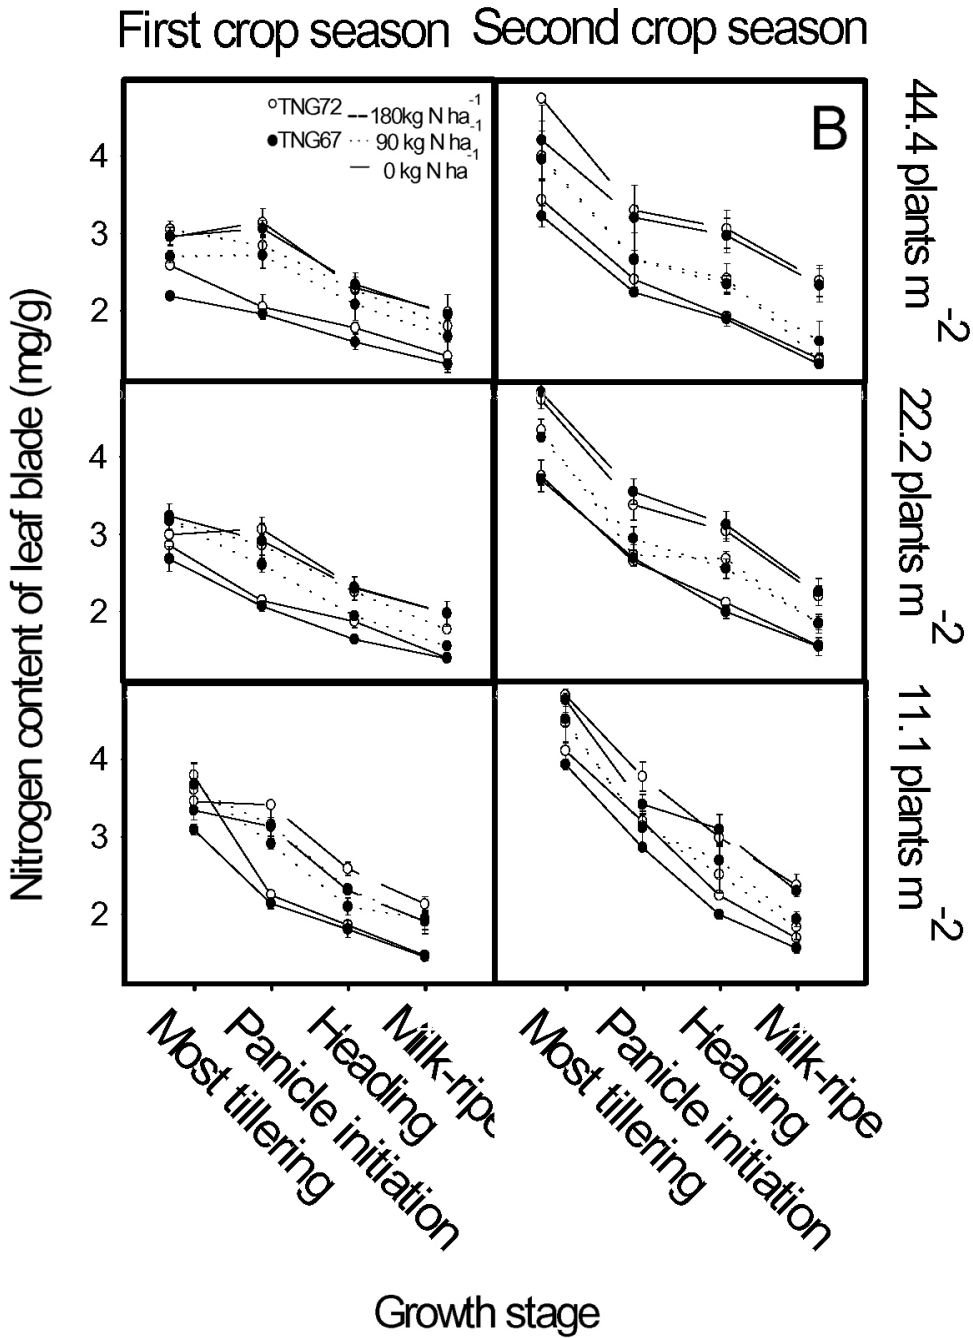 First crop season Second crop season
TNG72 --180kg N ha-1
TNG67 ··· 90 kg N ha-1
— 0 kg N ha-1
B
44.4 plants m-2
4
3
2
22.2 plants m-2
4
3
2
11.1 plants m-2
4
3
2
Nitrogen content of leaf blade (mg/g)
Most tillering
Panicle initiation
Heading
Milk-ripe
Most tillering
Panicle initiation
Heading
Milk-ripe
Growth stage